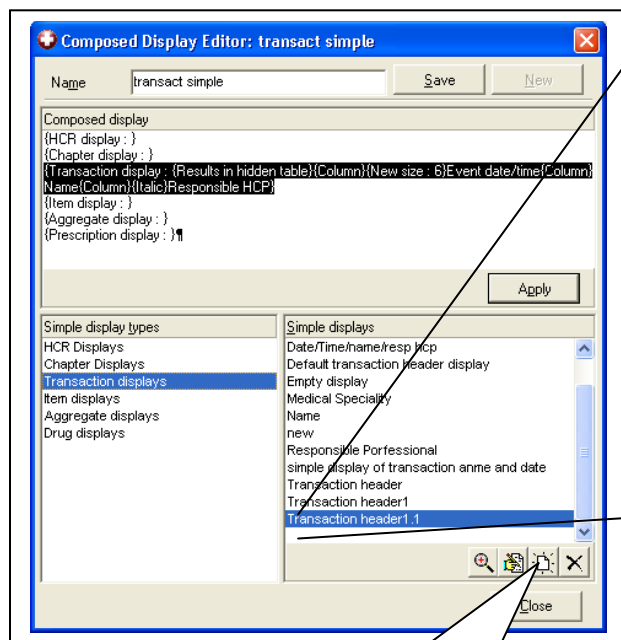 Composed Display Editor: transact simple
Name transact simple Save New
Composed display
{HCR display : }
{Chapter display : }
{Transaction display : {Results in hidden table}{Column}{New size : 6}Event date/time{Column}
Name{Column}{Italic}Responsible HCP}
{Item display : }
{Aggregate display : }
{Prescription display : }¶
Apply
Simple display types
HCR Displays
Chapter Displays
Transaction displays
Item displays
Aggregate displays
Drug displays
Simple displays
Date/Time/name/resp hcp
Default transaction header display
Empty display
Medical Speciality
Name
new
Responsible Porfessional
simple display of transaction anme and date
Transaction header
Transaction header1
Transaction header1.1
Close